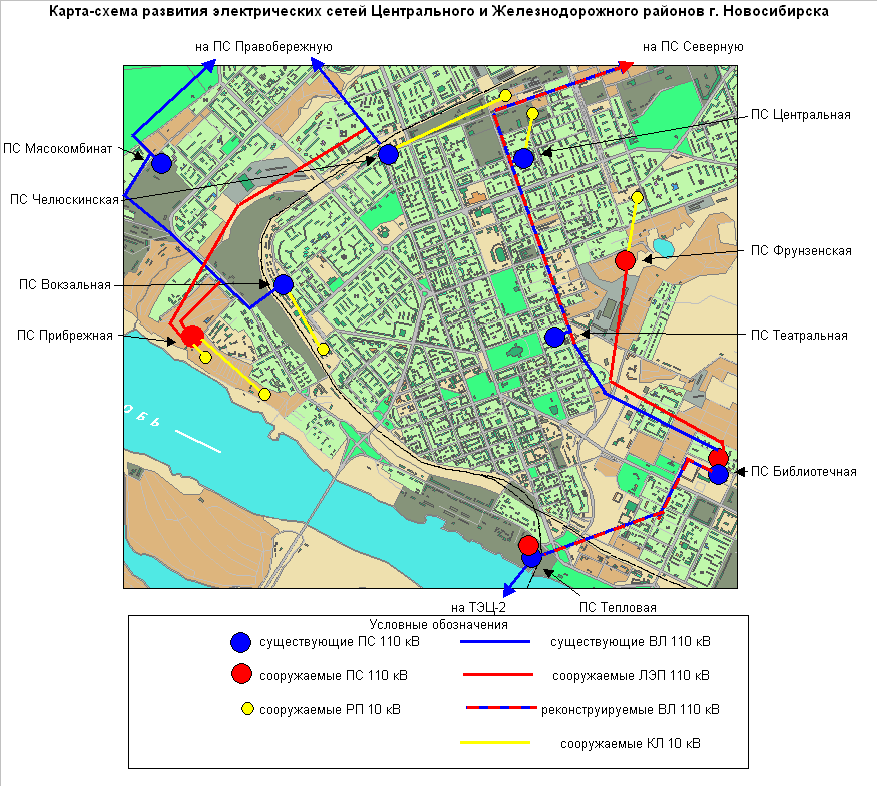 Карта-схема развития электрических сетей Центрального и Железнодорожного районов г. Новосибирска
на ПС Правобережную
на ПС Северную
ПС Центральная
ПС Мясокомбинат
ПС Челюскинская
ПС Фрунзенская
ПС Вокзальная
ПС Прибрежная
ПС Театральная
ОБЬ
ПС Библиотечная
на ТЭЦ-2
ПС Тепловая
Условные обозначения
существующие ПС 110 кВ
существующие ВЛ 110 кВ
сооружаемые ПС 110 кВ
сооружаемые ЛЭП 110 кВ
сооружаемые РП 10 кВ
реконструируемые ВЛ 110 кВ
сооружаемые КЛ 10 кВ